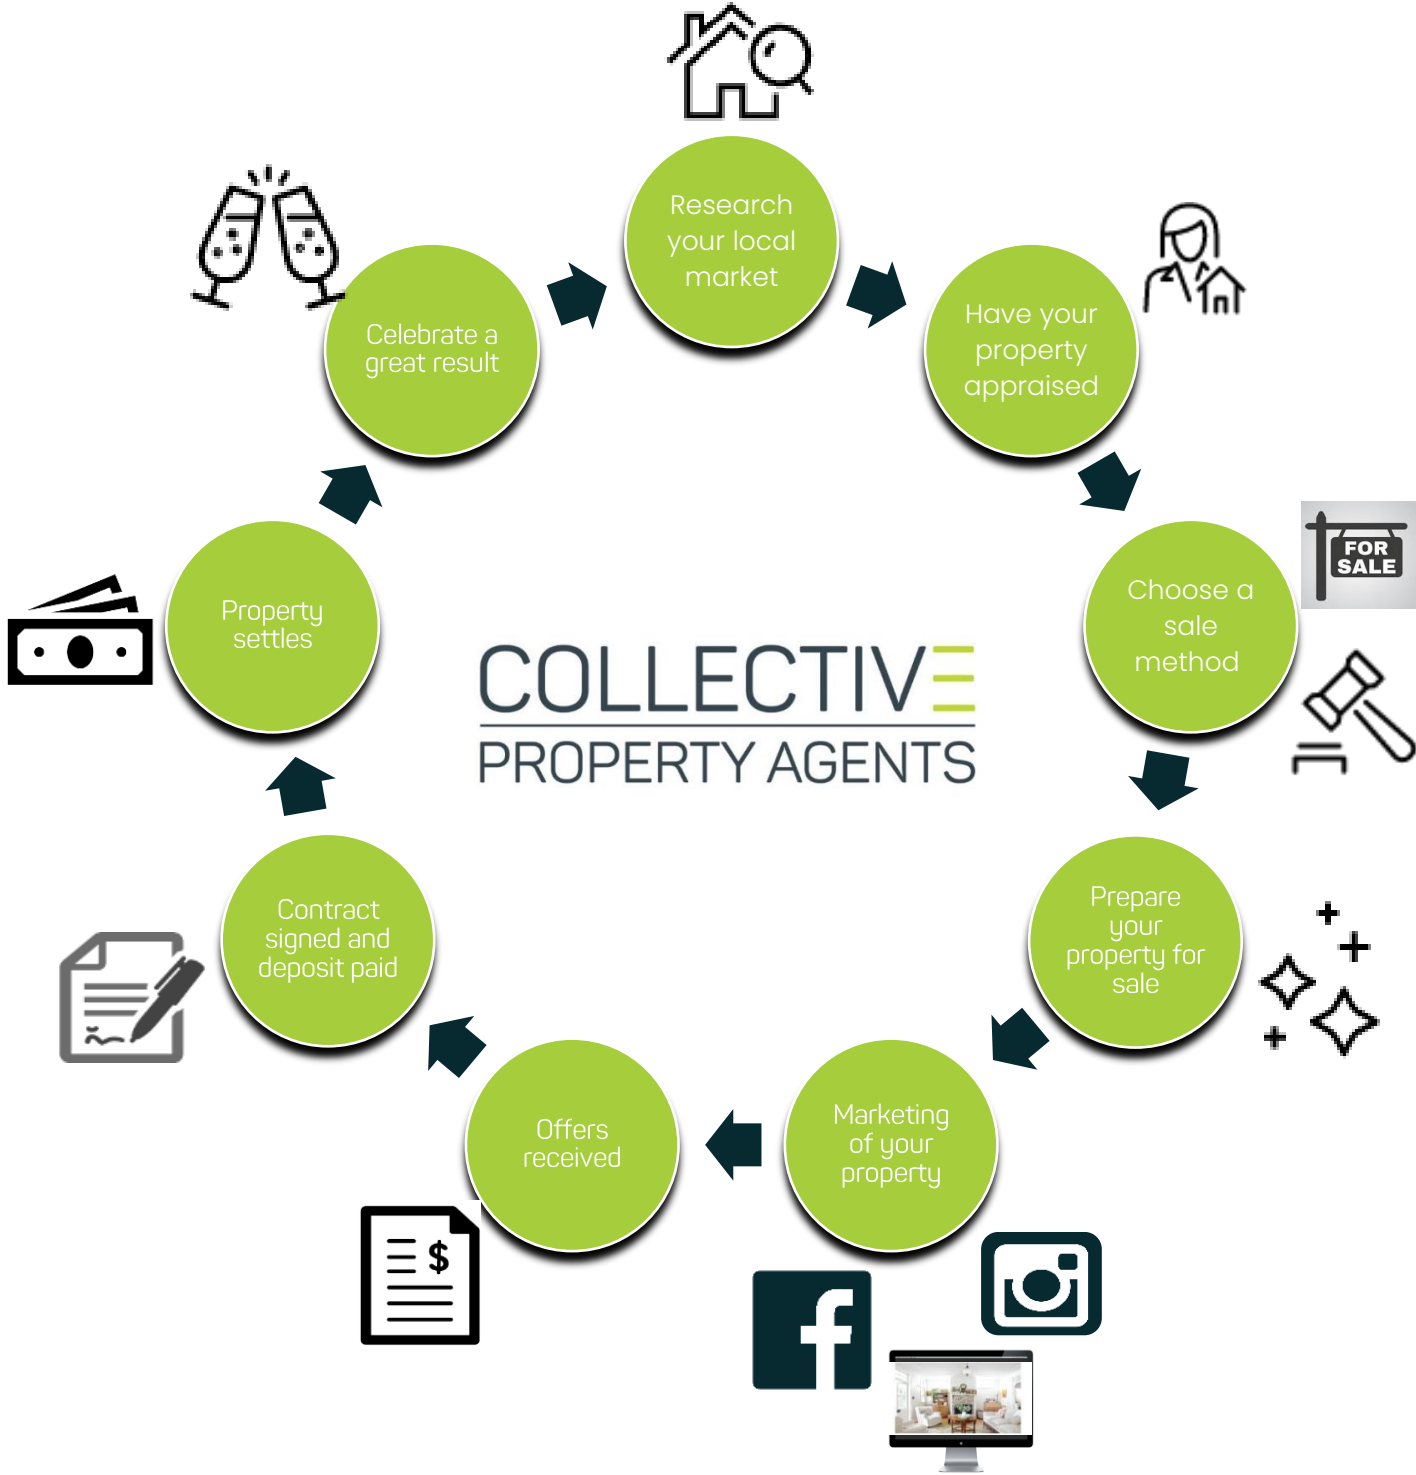 Research
your local
market
Have your
property
appraised
Choose a
sale
method
FOR
SALE
Prepare
your
property for
sale
Marketing
of your
property
Offers
received
$
Contract
signed and
deposit paid
Property
settles
Celebrate a
great result
COLLECTIVE
PROPERTY AGENTS